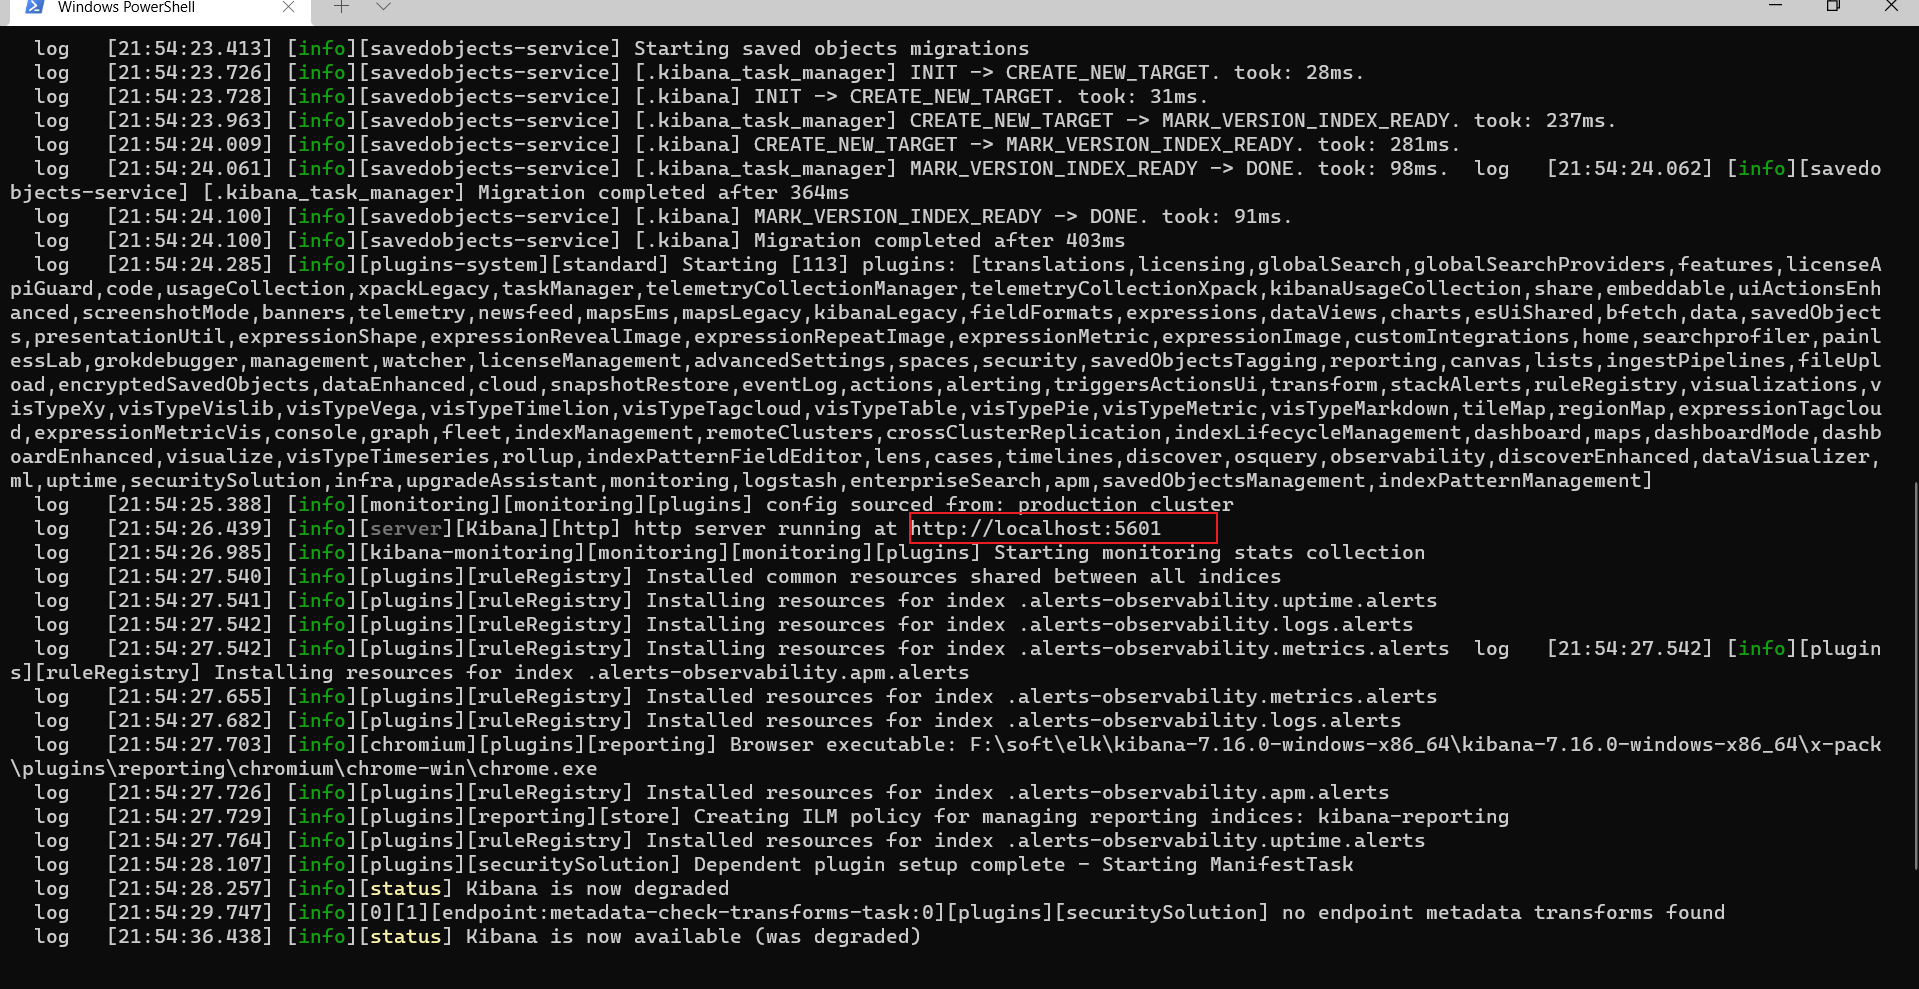 Windows PowerShell
log [21:54:23.413] [info][savedobjects-service] Starting saved objects migrations
log [21:54:23.726] [info][savedobjects-service] [.kibana_task_manager] INIT -> CREATE_NEW_TARGET. took: 28ms.
log [21:54:23.728] [info][savedobjects-service] [.kibana] INIT -> CREATE_NEW_TARGET. took: 31ms.
log [21:54:23.963] [info][savedobjects-service] [.kibana_task_manager] CREATE_NEW_TARGET -> MARK_VERSION_INDEX_READY. took: 237ms.
log [21:54:24.009] [info][savedobjects-service] [.kibana] CREATE_NEW_TARGET -> MARK_VERSION_INDEX_READY. took: 281ms.
log [21:54:24.061] [info][savedobjects-service] [.kibana_task_manager] MARK_VERSION_INDEX_READY -> DONE. took: 98ms. log [21:54:24.062] [info][savedo
bjects-service] [.kibana_task_manager] Migration completed after 364ms
log [21:54:24.100] [info][savedobjects-service] [.kibana] MARK_VERSION_INDEX_READY -> DONE. took: 91ms.
log [21:54:24.100] [info][savedobjects-service] [.kibana] Migration completed after 403ms
log [21:54:24.285] [info][plugins-system][standard] Starting [113] plugins: [translations,licensing,globalSearch,globalSearchProviders,features,licenseA
piGuard,code,usageCollection,xpackLegacy,taskManager,telemetryCollectionManager,telemetryCollectionXpack,kibanaUsageCollection,share,embeddable,uiActionsEnh
anced,screenshotMode,banners,telemetry,newsfeed,mapsEms,mapsLegacy,kibanaLegacy,fieldFormats,expressions,dataViews,charts,esUiShared,bfetch,data,savedObject
s,presentationUtil,expressionShape,expressionRevealImage,expressionRepeatImage,expressionMetric,expressionImage,customIntegrations,home,searchprofiler,painl
essLab,grokdebugger,management,watcher,licenseManagement,advancedSettings,spaces,security,savedObjectsTagging,reporting,canvas,lists,ingestPipelines,fileUpl
oad,encryptedSavedObjects,dataEnhanced,cloud,snapshotRestore,eventLog,actions,alerting,triggersActionsUi,transform,stackAlerts,ruleRegistry,visualizations,v
isTypeXy,visTypeVislib,visTypeVega,visTypeTimelion,visTypeTagcloud,visTypeTable,visTypePie,visTypeMetric,visTypeMarkdown,tileMap,regionMap,expressionTagclou
d,expressionMetricVis,console,graph,fleet,indexManagement,remoteClusters,crossClusterReplication,indexLifecycleManagement,dashboard,maps,dashboardMode,dashb
oardEnhanced,visualize,visTypeTimeseries,rollup,indexPatternFieldEditor,lens,cases,timelines,discover,osquery,observability,discoverEnhanced,dataVisualizer,
ml,uptime,securitySolution,infra,upgradeAssistant,monitoring,logstash,enterpriseSearch,apm,savedObjectsManagement,indexPatternManagement]
log [21:54:25.388] [info][monitoring][monitoring][plugins] config sourced from: production cluster
log [21:54:26.439] [info][server][Kibana][http] http server running at http://localhost:5601
log [21:54:26.985] [info][kibana-monitoring][monitoring][monitoring][plugins] Starting monitoring stats collection
log [21:54:27.540] [info][plugins][ruleRegistry] Installed common resources shared between all indices
log [21:54:27.541] [info][plugins][ruleRegistry] Installing resources for index .alerts-observability.uptime.alerts
log [21:54:27.542] [info][plugins][ruleRegistry] Installing resources for index .alerts-observability.logs.alerts
log [21:54:27.542] [info][plugins][ruleRegistry] Installing resources for index .alerts-observability.metrics.alerts log [21:54:27.542] [info][plugin
s][ruleRegistry] Installing resources for index .alerts-observability.apm.alerts
log [21:54:27.655] [info][plugins][ruleRegistry] Installed resources for index .alerts-observability.metrics.alerts
log [21:54:27.682] [info][plugins][ruleRegistry] Installed resources for index .alerts-observability.logs.alerts
log [21:54:27.703] [info][chromium][plugins][reporting] Browser executable: F:\soft\elk\kibana-7.16.0-windows-x86_64\kibana-7.16.0-windows-x86_64\x-pack
\plugins\reporting\chromium\chrome-win\chrome.exe
log [21:54:27.726] [info][plugins][ruleRegistry] Installed resources for index .alerts-observability.apm.alerts
log [21:54:27.729] [info][plugins][reporting][store] Creating ILM policy for managing reporting indices: kibana-reporting
log [21:54:27.764] [info][plugins][ruleRegistry] Installed resources for index .alerts-observability.uptime.alerts
log [21:54:28.107] [info][plugins][securitySolution] Dependent plugin setup complete - Starting ManifestTask
log [21:54:28.257] [info][status] Kibana is now degraded
log [21:54:29.747] [info][0][1][endpoint:metadata-check-transforms-task:0][plugins][securitySolution] no endpoint metadata transforms found
log [21:54:36.438] [info][status] Kibana is now available (was degraded)